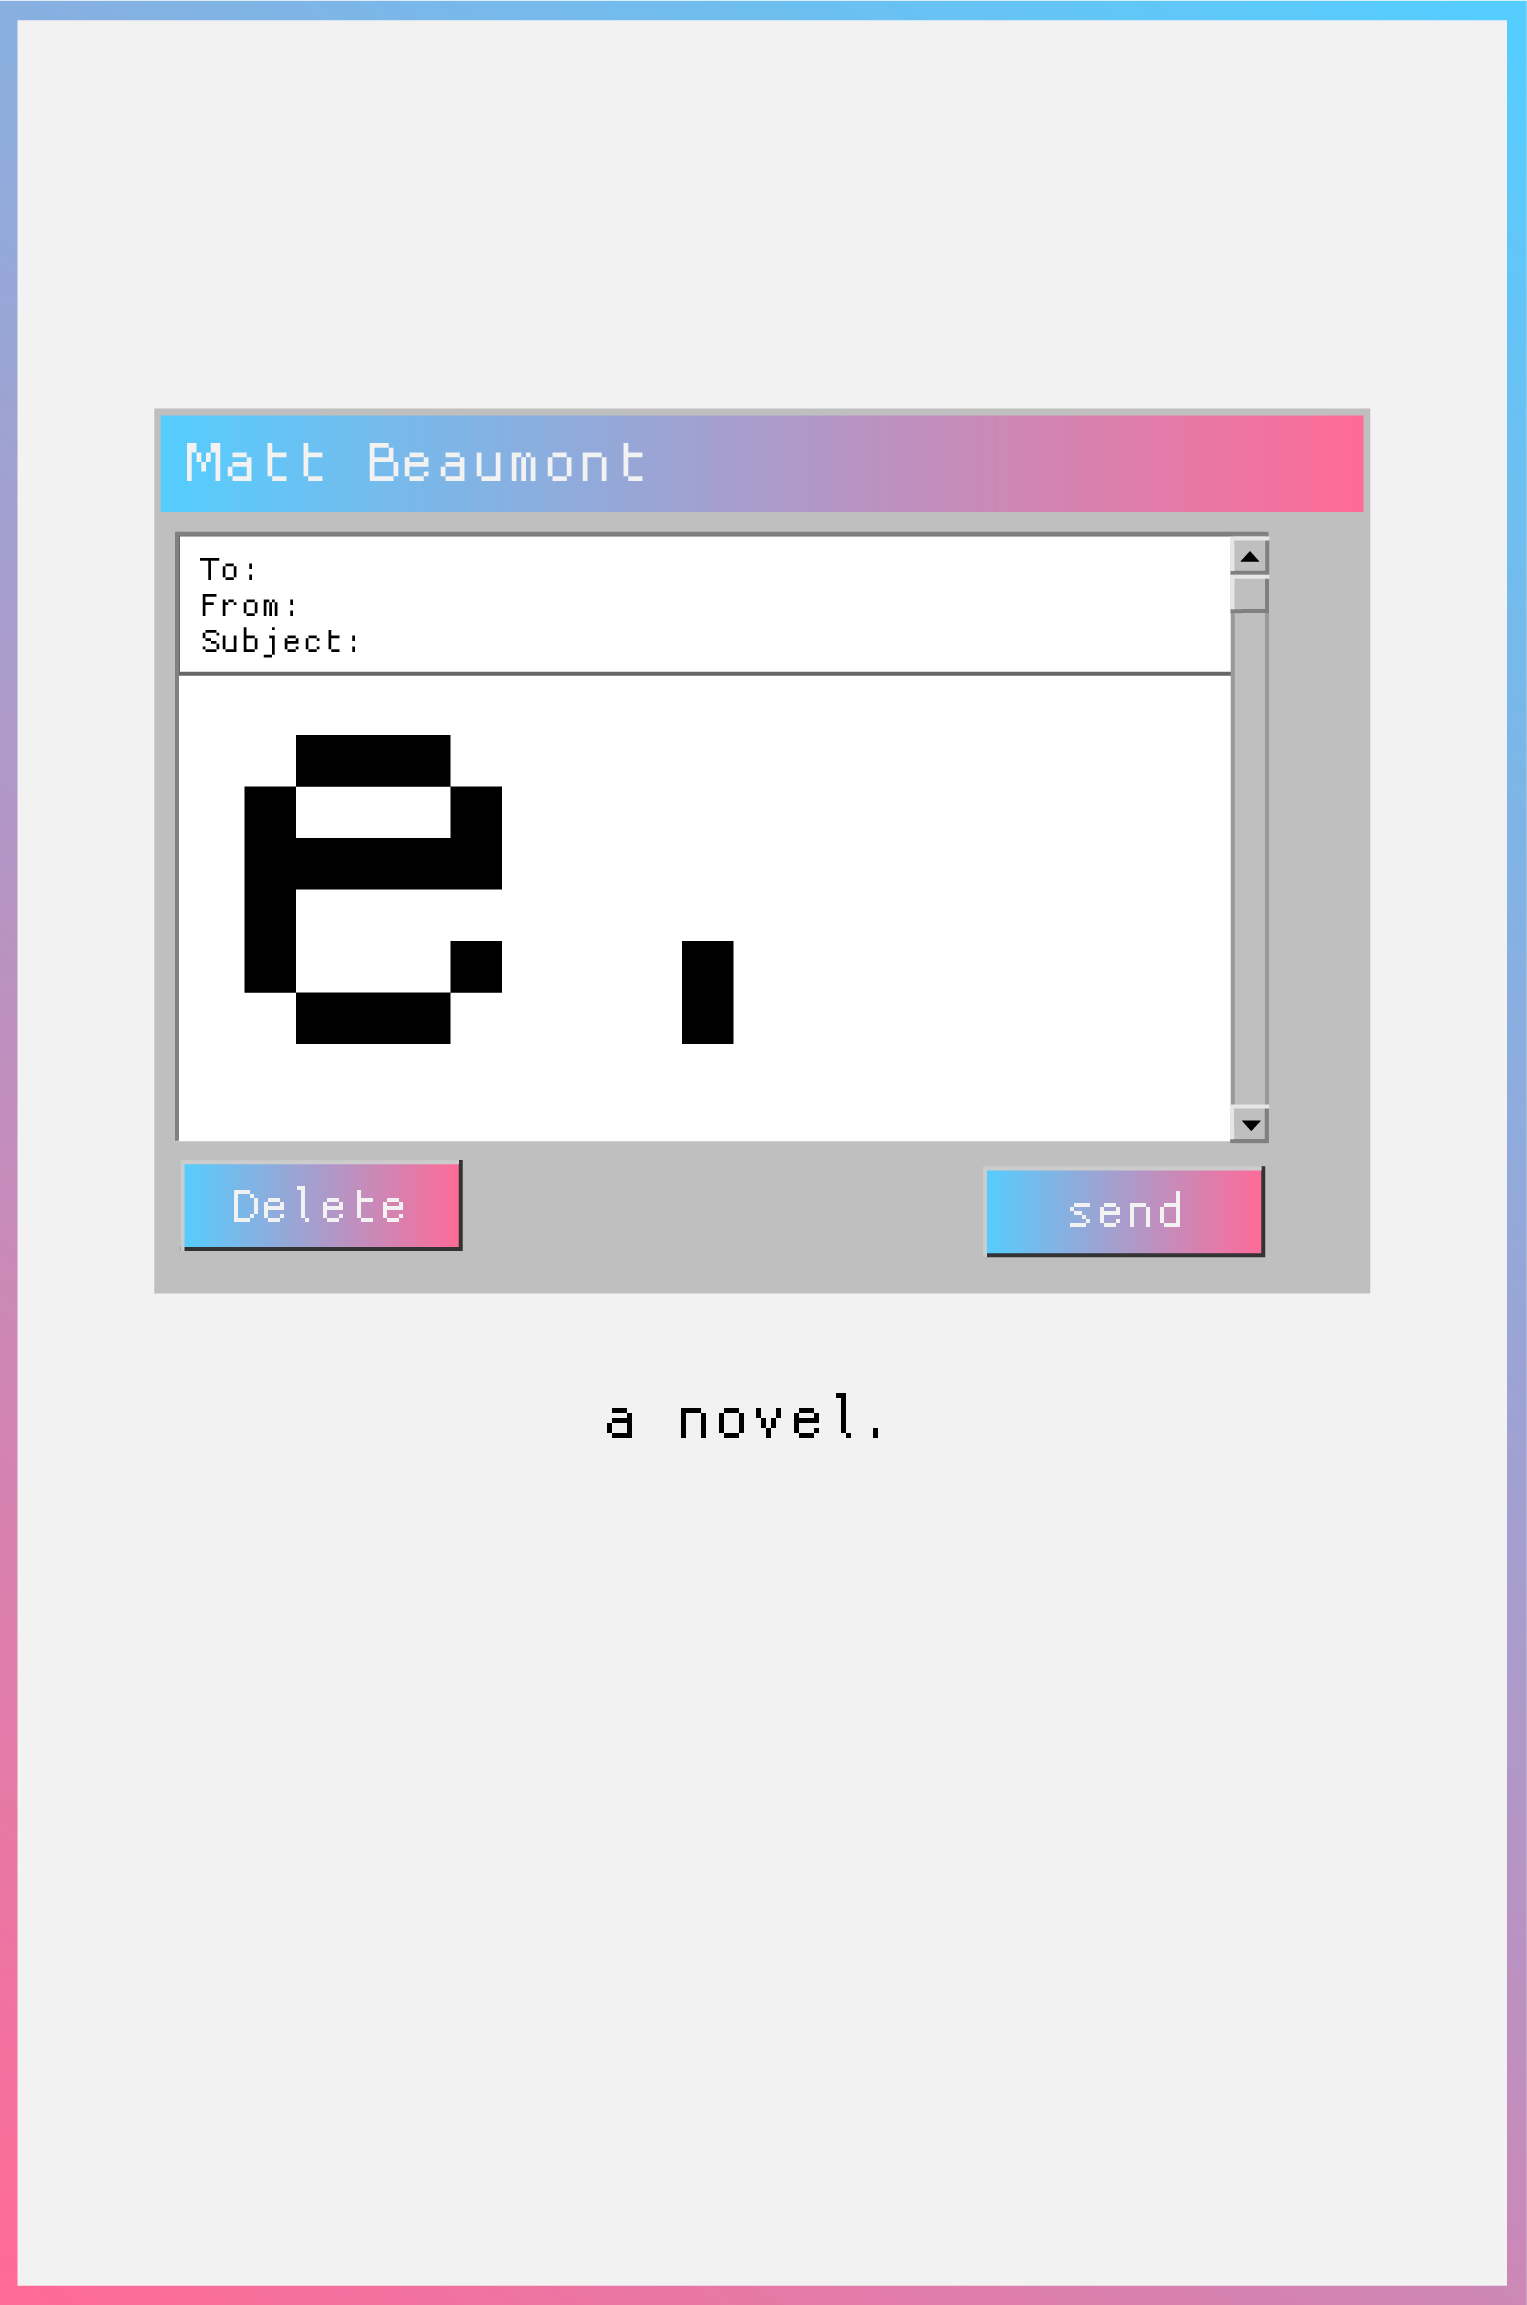 Matt Beaumont
To:
From:
Subject:
e.
Delete
send
a novel.